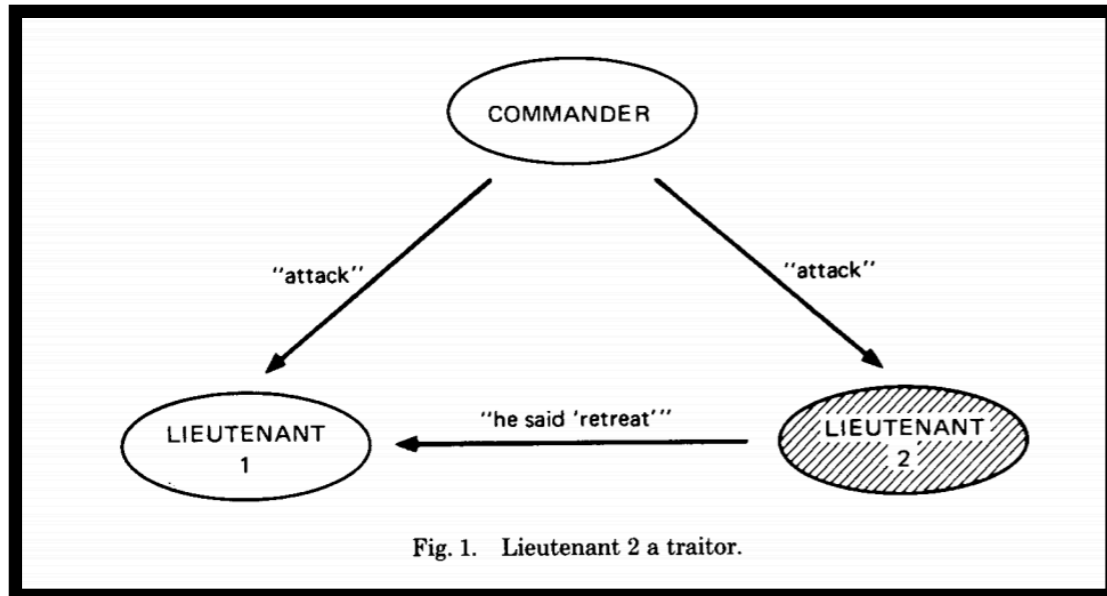 COMMANDER
"attack"
"attack"
"he said 'retreat'"
LIEUTENANT
1
LIEUTENANT
2
Fig. 1. Lieutenant 2 a traitor.